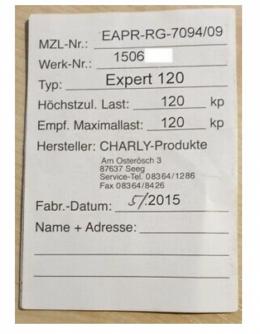 MZL-Nr.: EAPR-RG-7094/09
Werk-Nr.: 1506
Typ: Expert 120
Höchstzul. Last: 120 kp
Empf. Maximallast: 120 kp
Hersteller: CHARLY-Produkte
Am Osterösch 3
87637 Seeg
Service-Tel. 08364/1286
Fax 08364/8426
Fabr.-Datum: 5/.2015
Name + Adresse: